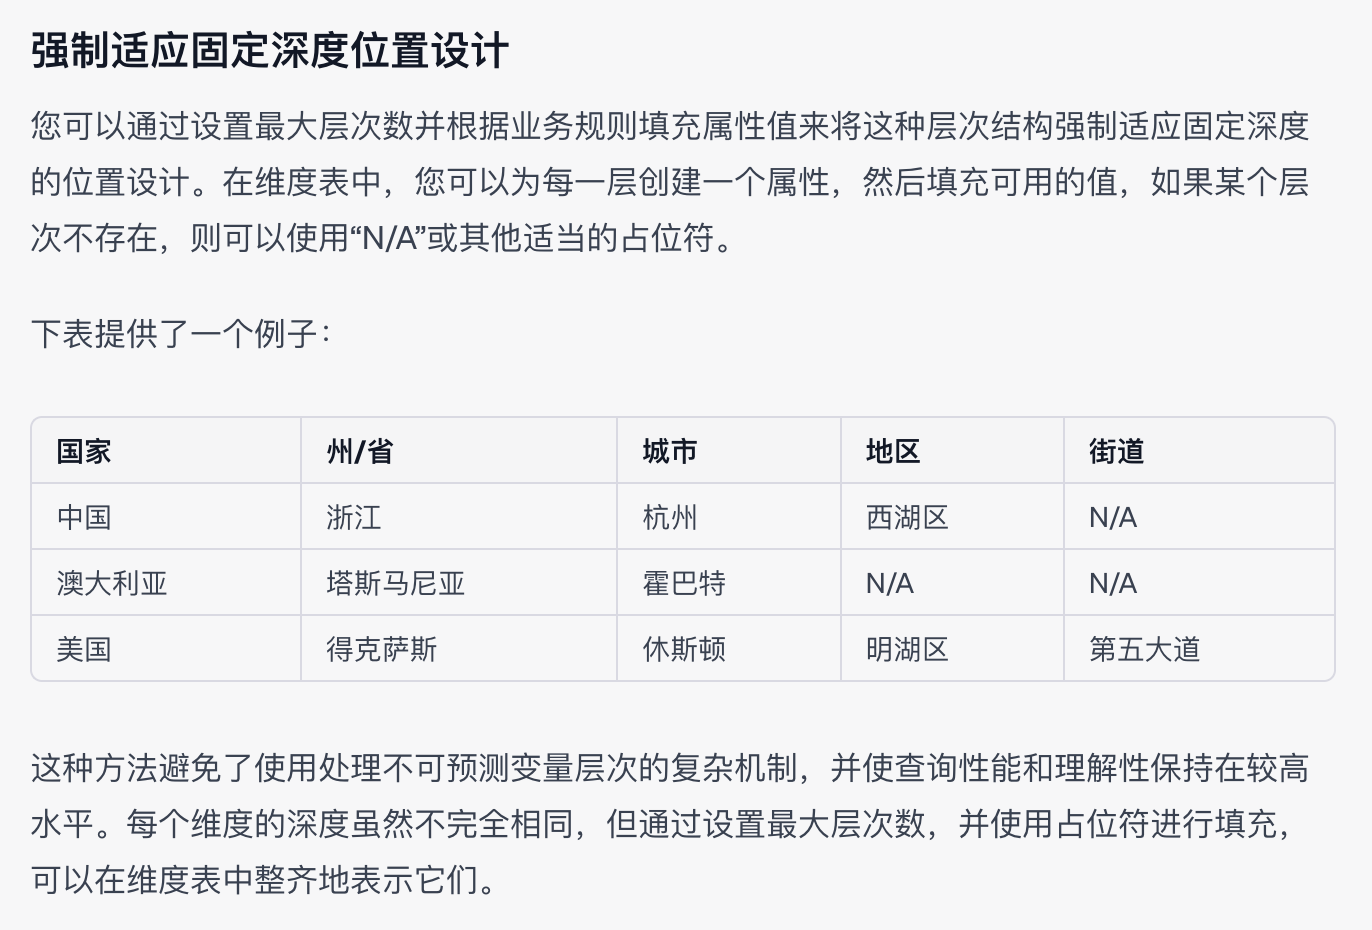 强制适应固定深度位置设计
您可以通过设置最大层次数并根据业务规则填充属性值来将这种层次结构强制适应固定深度
的位置设计。在维度表中，您可以为每一层创建一个属性，然后填充可用的值，如果某个层
次不存在，则可以使用“N/A”或其他适当的占位符。
下表提供了一个例子：
国家 州/省 城市 地区 街道
中国 浙江 杭州 西湖区 N/A
澳大利亚 塔斯马尼亚 霍巴特 N/A N/A
美国 得克萨斯 休斯顿 明湖区 第五大道
这种方法避免了使用处理不可预测变量层次的复杂机制，并使查询性能和理解性保持在较高
水平。每个维度的深度虽然不完全相同，但通过设置最大层次数，并使用占位符进行填充，
可以在维度表中整齐地表示它们。